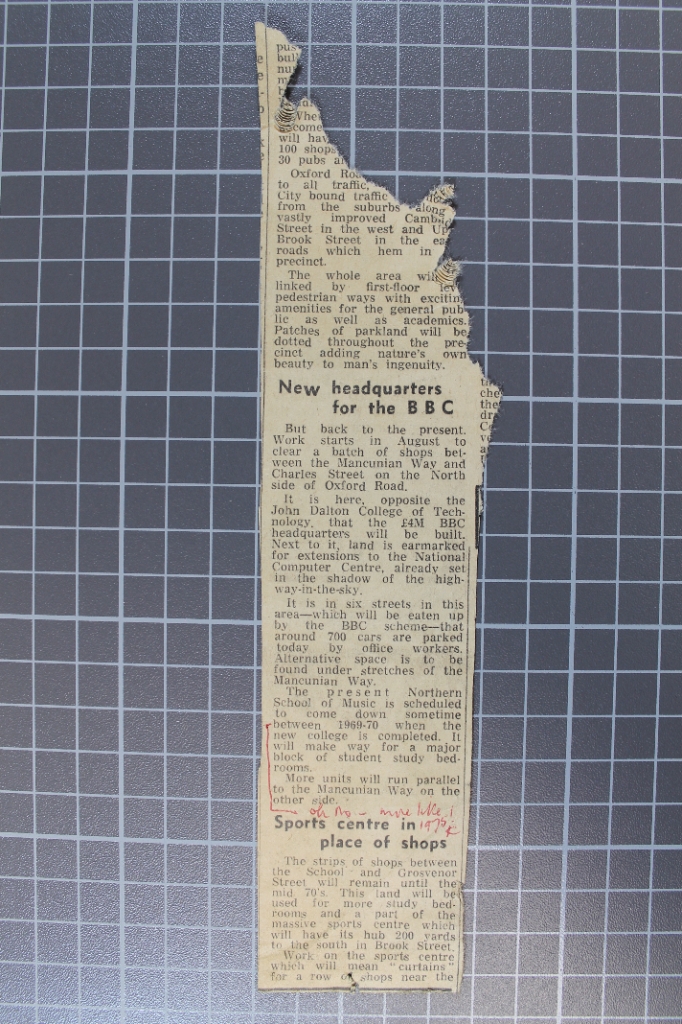 pus
bul
nu
m
b
Whe
come
will hav
100 shops
30 pubs a
Oxford Roa
to all traffic,
City bound traffic
from the suburbs along
vastly improved Camb
Street in the west and Up
Brook Street in the ea
roads which hem in
precinct.
The whole area wil
linked by first-floor lev
pedestrian ways with excitin
amenities for the general pub
lic as well as academics.
Patches of parkland will be
dotted throughout the pre-
cinct adding nature's own
beauty to man's ingenuity.
New headquarters
for the BBC
But back to the present.
Work starts in August to
clear a batch of shops bet-
ween the Mancunian Way and
Charles Street on the North
side of Oxford Road.
It is here, opposite the
John Dalton College of Tech-
nology, that the £4M BBC
headquarters will be built.
Next to it, land is earmarked
for extensions to the National
Computer Centre, already set
in the shadow of the high-
way-in-the-sky.
It is in six streets in this
area—which will be eaten up
by the BBC scheme—that
around 700 cars are parked
today by office workers.
Alternative space is to be
found under stretches of the
Mancunian Way.
The present Northern
School of Music is scheduled
to come down sometime
between 1969-70 when the
new college is completed. It
will make way for a major
block of student study bed-
rooms.
More units will run parallel
to the Mancunian Way on the
other side.
oh no - more like
1975
Sports centre in
place of shops
The strips of shops between
the School and Grosvenor
Street will remain until the
mid 70's. This land will be
used for more study bed-
rooms and a part of the
massive sports centre which
will have its hub 200 yards
to the south in Brook Street.
Work on the sports centre
which will mean "curtains"
for a row of shops near the
che
the
dr